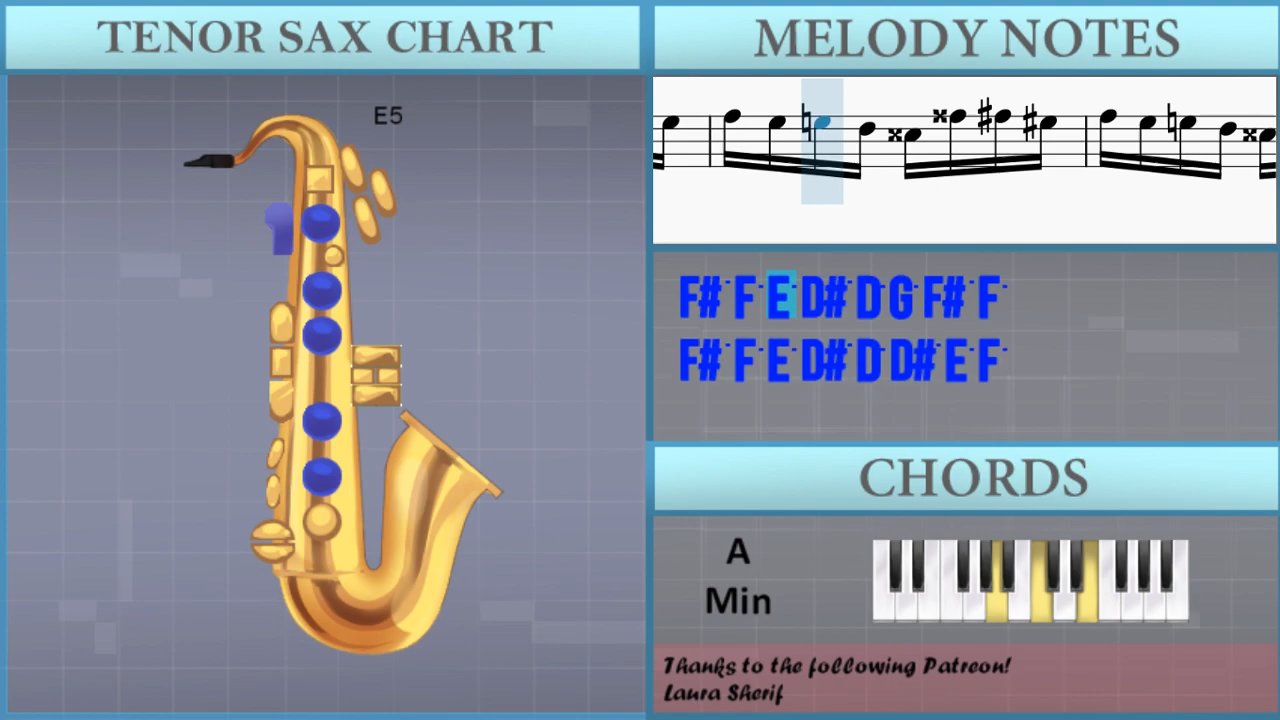 TENOR SAX CHART
E5
MELODY NOTES
F#· F· E· D#· D· G· F#· F·
F#· F· E· D#· D· D#· E· F·
CHORDS
A
Min
Thanks to the following Patreon!
Laura Sherif